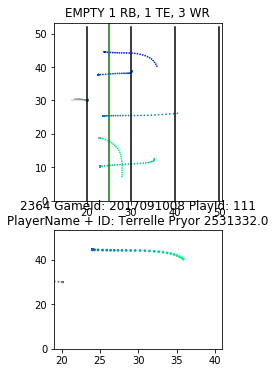 EMPTY 1 RB, 1 TE, 3 WR
50
40
30
20
10
0
20 30 40 50
2364 GameId: 2017091008 PlayId: 111
PlayerName + ID: Terrelle Pryor 2531332.0
40
20
0
20 25 30 35 40